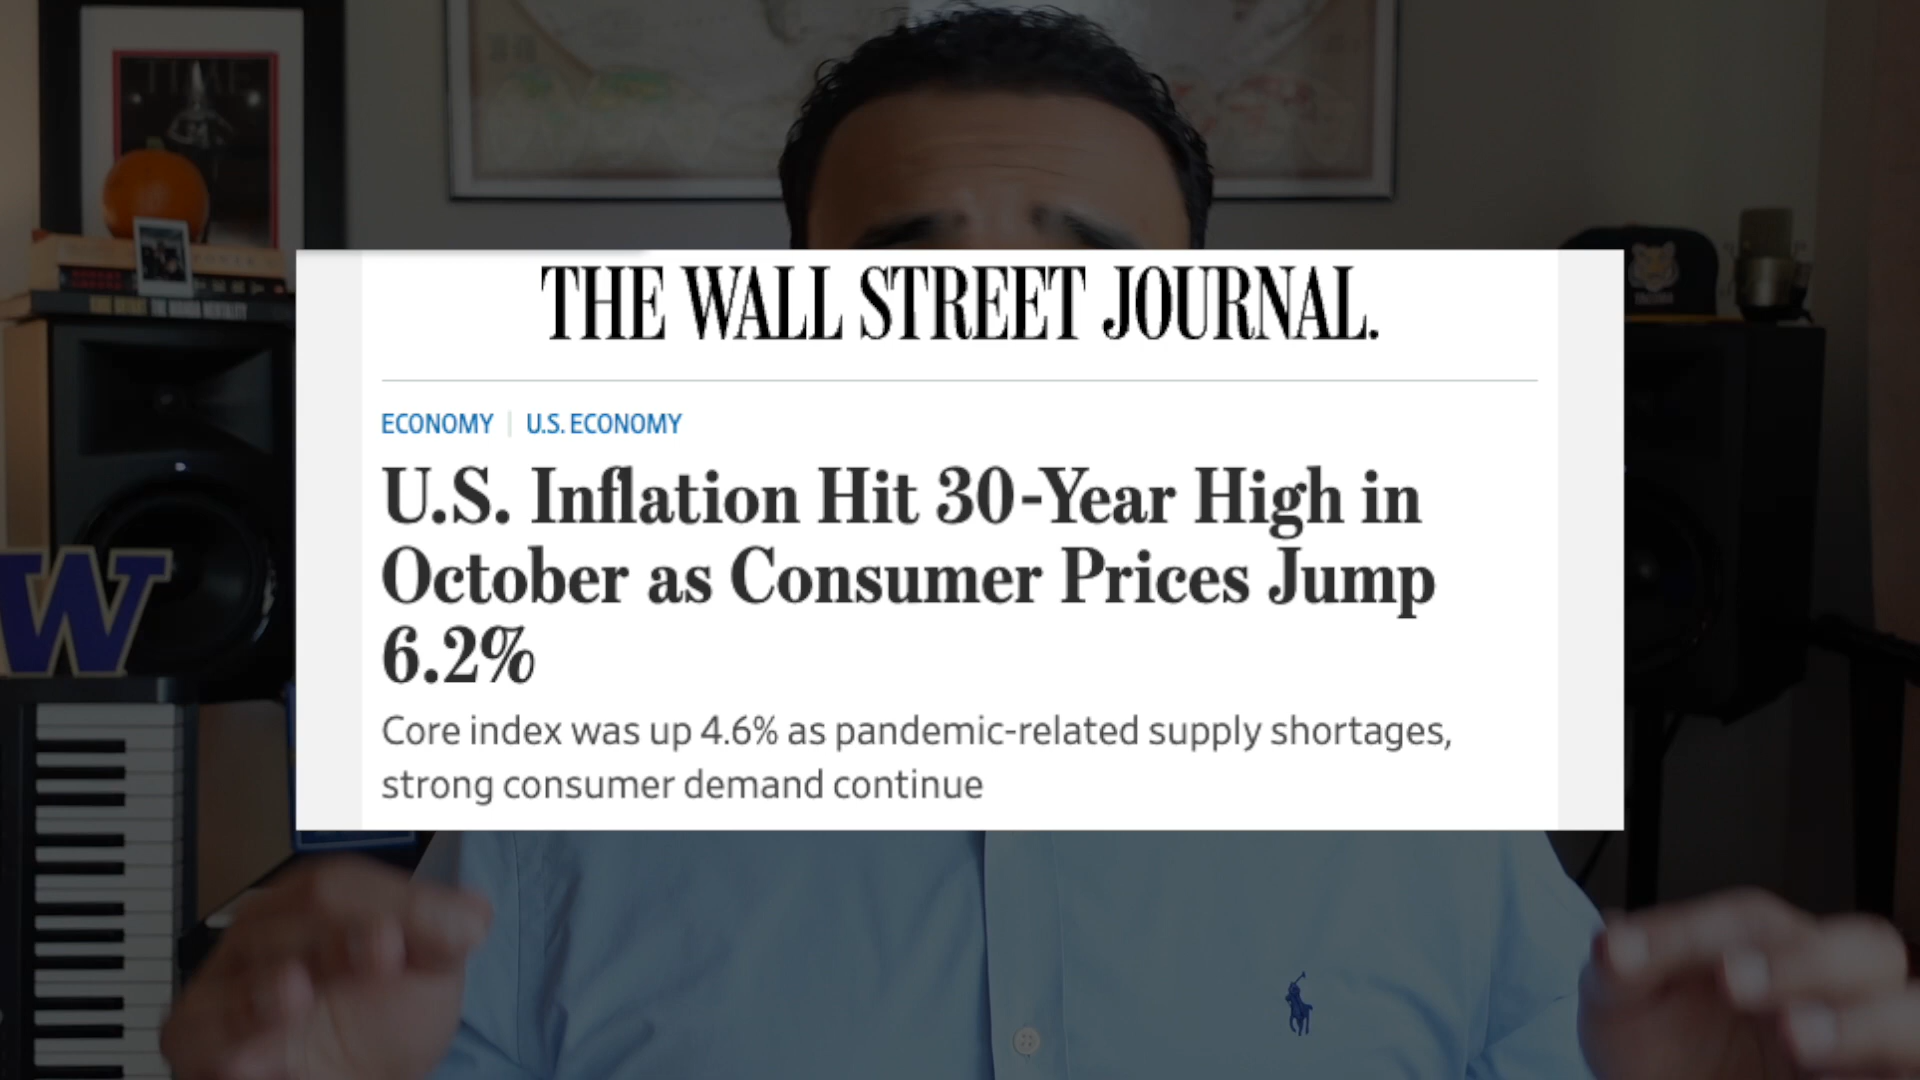 TIME
THE WALL STREET JOURNAL.
ECONOMY | U.S. ECONOMY
U.S. Inflation Hit 30-Year High in
October as Consumer Prices Jump
6.2%
Core index was up 4.6% as pandemic-related supply shortages,
strong consumer demand continue
W